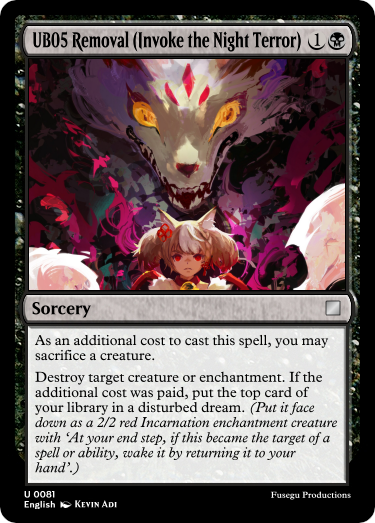 UB05 Removal (Invoke the Night Terror) 1
Sorcery
As an additional cost to cast this spell, you may
sacrifice a creature.
Destroy target creature or enchantment. If the
additional cost was paid, put the top card of
your library in a disturbed dream. (Put it face
down as a 2/2 red Incarnation enchantment
creature with ‘At your end step, if this became the target of a
spell or ability, wake it by returning it to your
hand’.)
U 0081
English Kevin Adi
Fusegu Productions